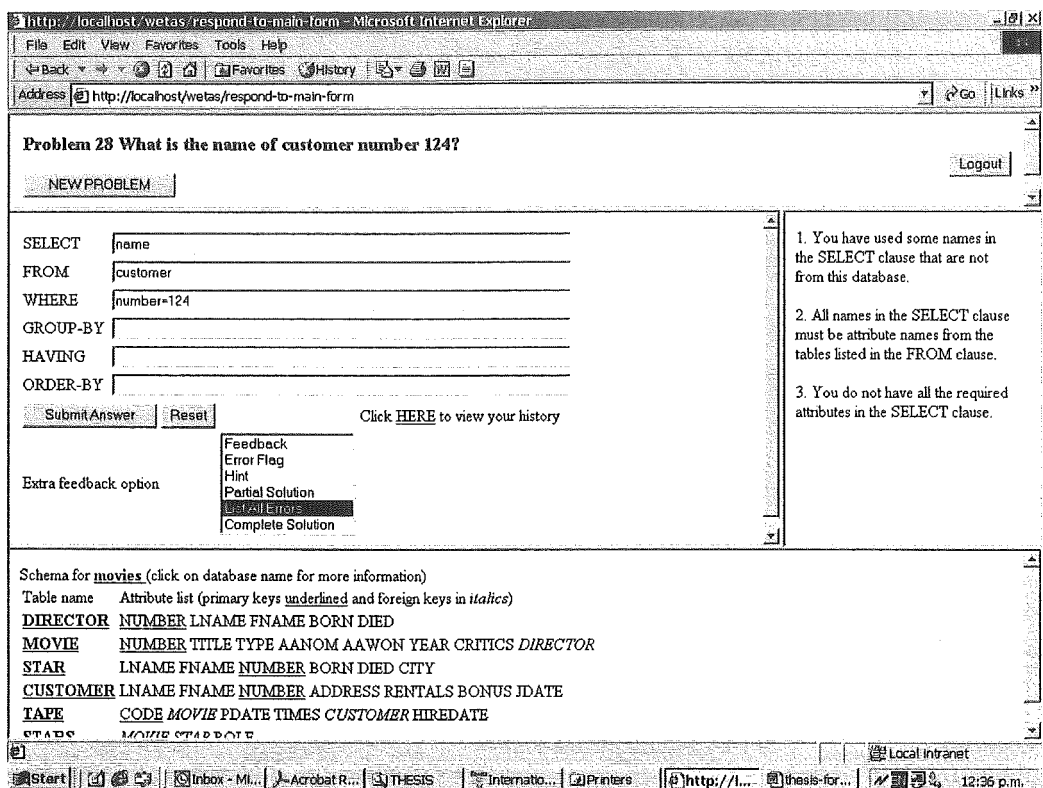 http://localhost/wetas/respond-to-main-form - Microsoft Internet Explorer
File Edit View Favorites Tools Help
Back Favorites History
Address http://localhost/wetas/respond-to-main-form Go Links »
Problem 28 What is the name of customer number 124?
Logout
NEW PROBLEM
SELECT name
FROM customer
WHERE number=124
GROUP-BY
HAVING
ORDER-BY
Submit Answer Reset Click HERE to view your history
Extra feedback option
Feedback
Error Flag
Hint
Partial Solution
List All Errors
Complete Solution
1. You have used some names in
the SELECT clause that are not
from this database.
2. All names in the SELECT clause
must be attribute names from the
tables listed in the FROM clause.
3. You do not have all the required
attributes in the SELECT clause.
Schema for movies (click on database name for more information)
Table name Attribute list (primary keys underlined and foreign keys in italics)
DIRECTOR NUMBER LNAME FNAME BORN DIED
MOVIE NUMBER TITLE TYPE AANOM AAWON YEAR CRITICS DIRECTOR
STAR LNAME FNAME NUMBER BORN DIED CITY
CUSTOMER LNAME FNAME NUMBER ADDRESS RENTALS BONUS JDATE
TAPE CODE MOVIE PDATE TIMES CUSTOMER HIREDATE
STARS MOVIE STAR ROLE
Local intranet
Start Inbox - Mi... Acrobat R... THESIS Internatio... Printers http://l... thesis-for... 12:36 p.m.